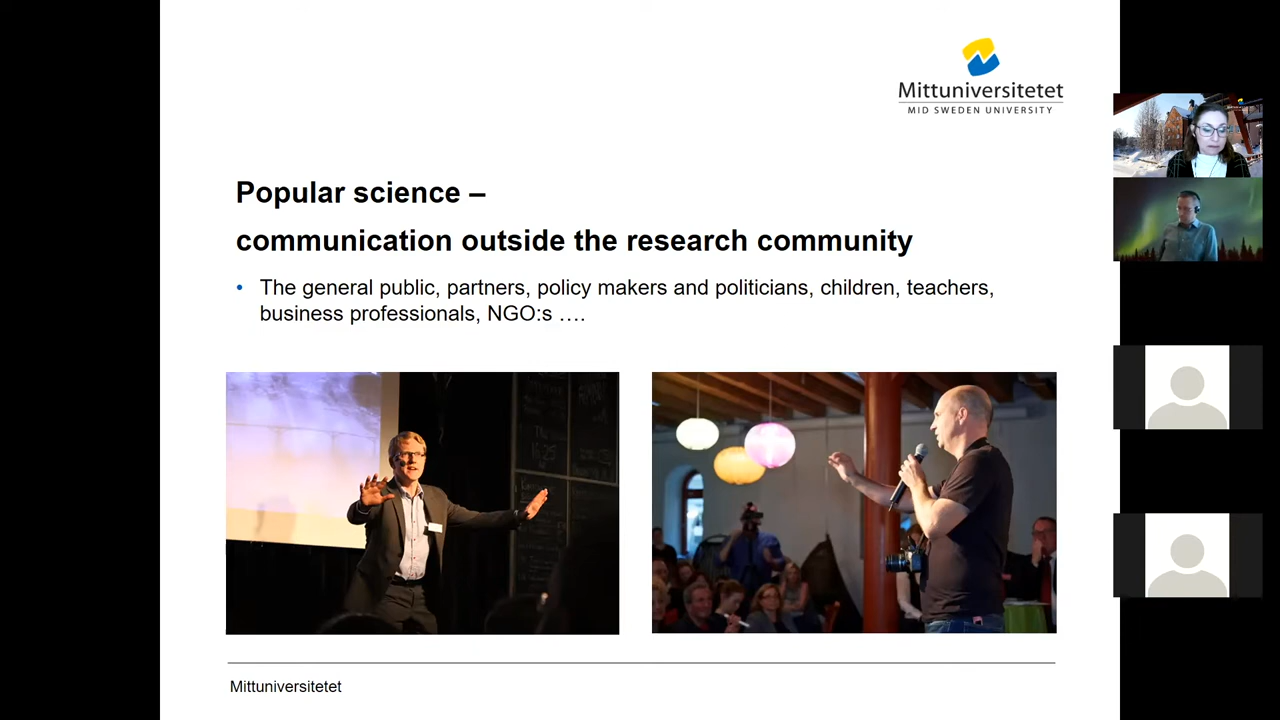 Mittuniversitetet
MID SWEDEN UNIVERSITY
Popular science –
communication outside the research community
• The general public, partners, policy makers and politicians, children, teachers,
business professionals, NGO:s ….
Mittuniversitetet